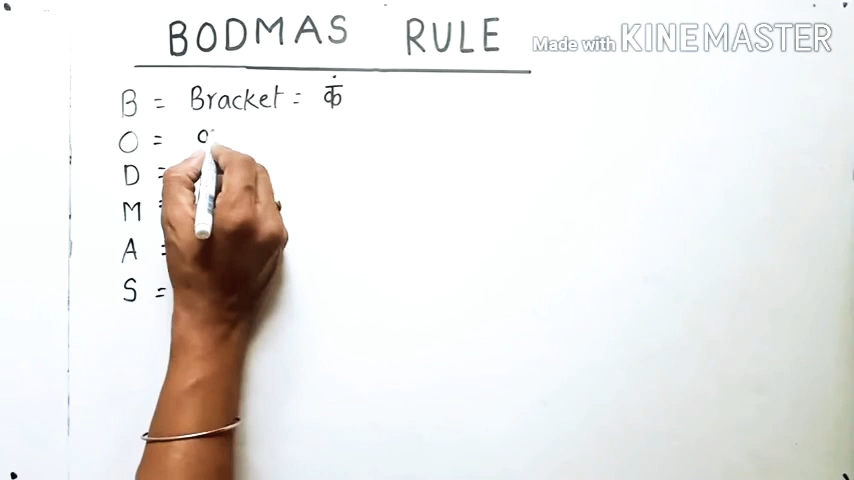 BODMAS RULE
Made with KINEMASTER
B = Bracket = कं
O = o
D =
M =
A =
S =